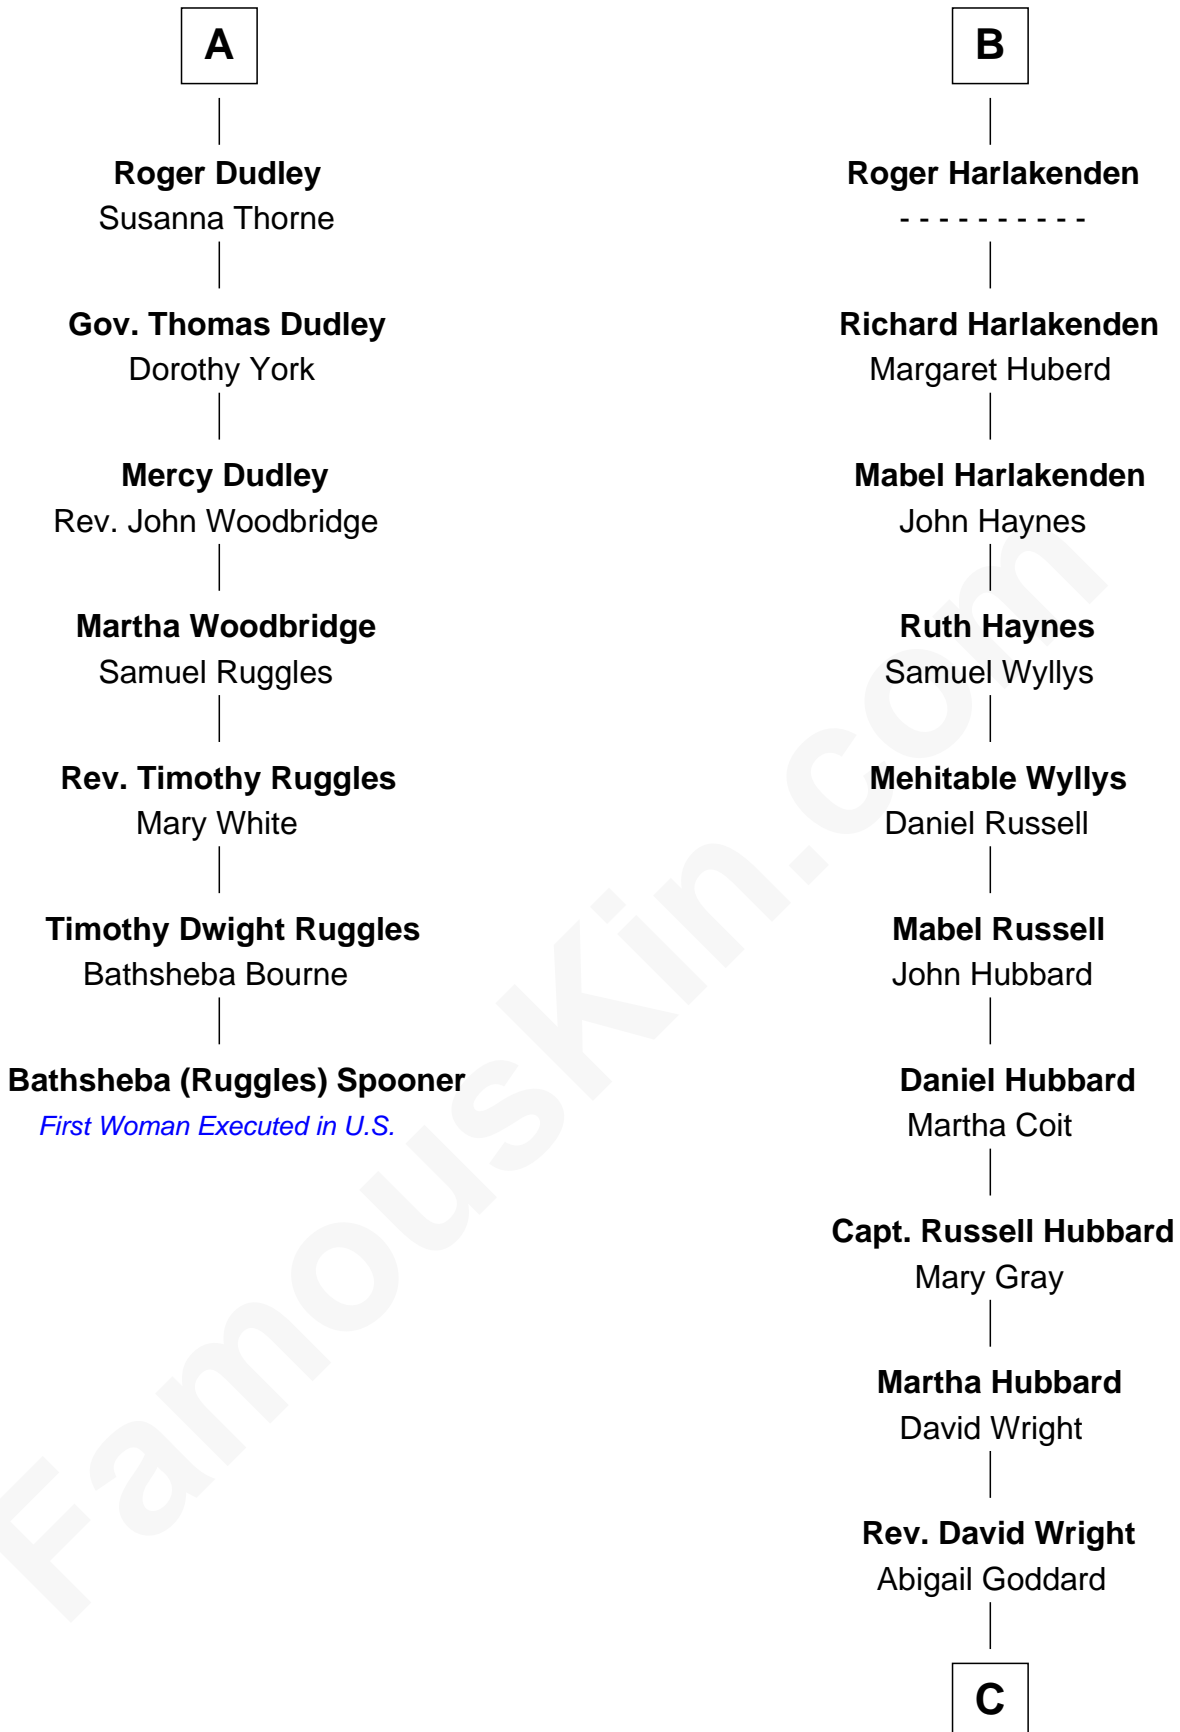 A
Roger Dudley
Susanna Thorne
Gov. Thomas Dudley
Dorothy York
Mercy Dudley
Rev. John Woodbridge
Martha Woodbridge
Samuel Ruggles
Rev. Timothy Ruggles
Mary White
Timothy Dwight Ruggles
Bathsheba Bourne
Bathsheba (Ruggles) Spooner
First Woman Executed in U.S.
B
Roger Harlakenden
- - - - - - - - - -
Richard Harlakenden
Margaret Huberd
Mabel Harlakenden
John Haynes
Ruth Haynes
Samuel Wyllys
Mehitable Wyllys
Daniel Russell
Mabel Russell
John Hubbard
Daniel Hubbard
Martha Coit
Capt. Russell Hubbard
Mary Gray
Martha Hubbard
David Wright
Rev. David Wright
Abigail Goddard
C
FamousKin.com